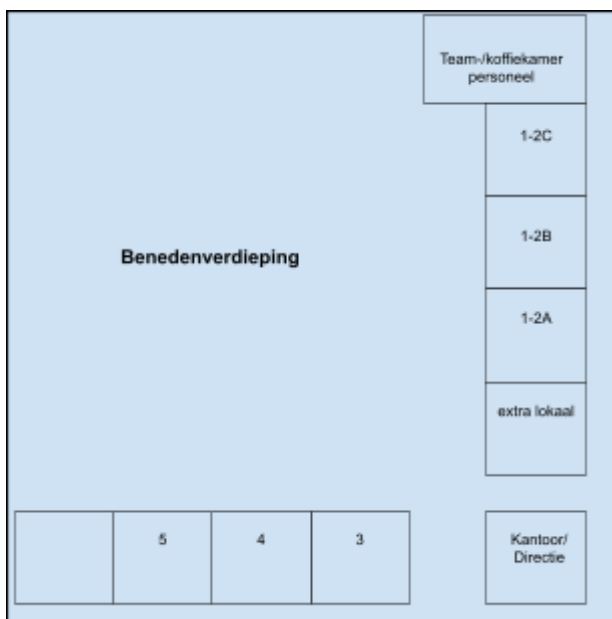 Team-/koffiekamer
personeel
1-2C
1-2B
Benedenverdieping
1-2A
extra lokaal
5
4
3
Kantoor/
Directie